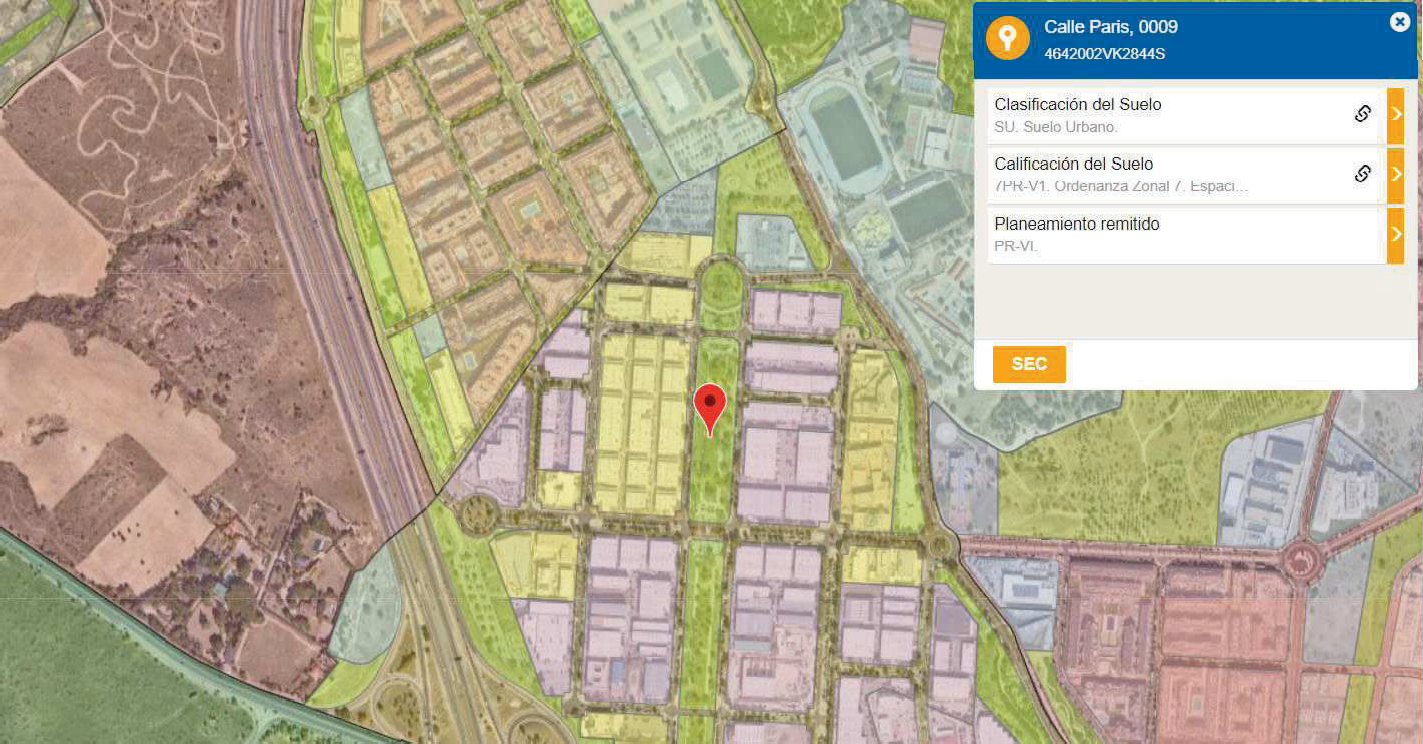 Calle Paris, 0009
4642002VK2844S
Clasificación del Suelo
SU. Suelo Urbano.
Calificación del Suelo
7PR-V1. Ordenanza Zonal 7. Espaci...
Planeamiento remitido
PR-VI.
SEC